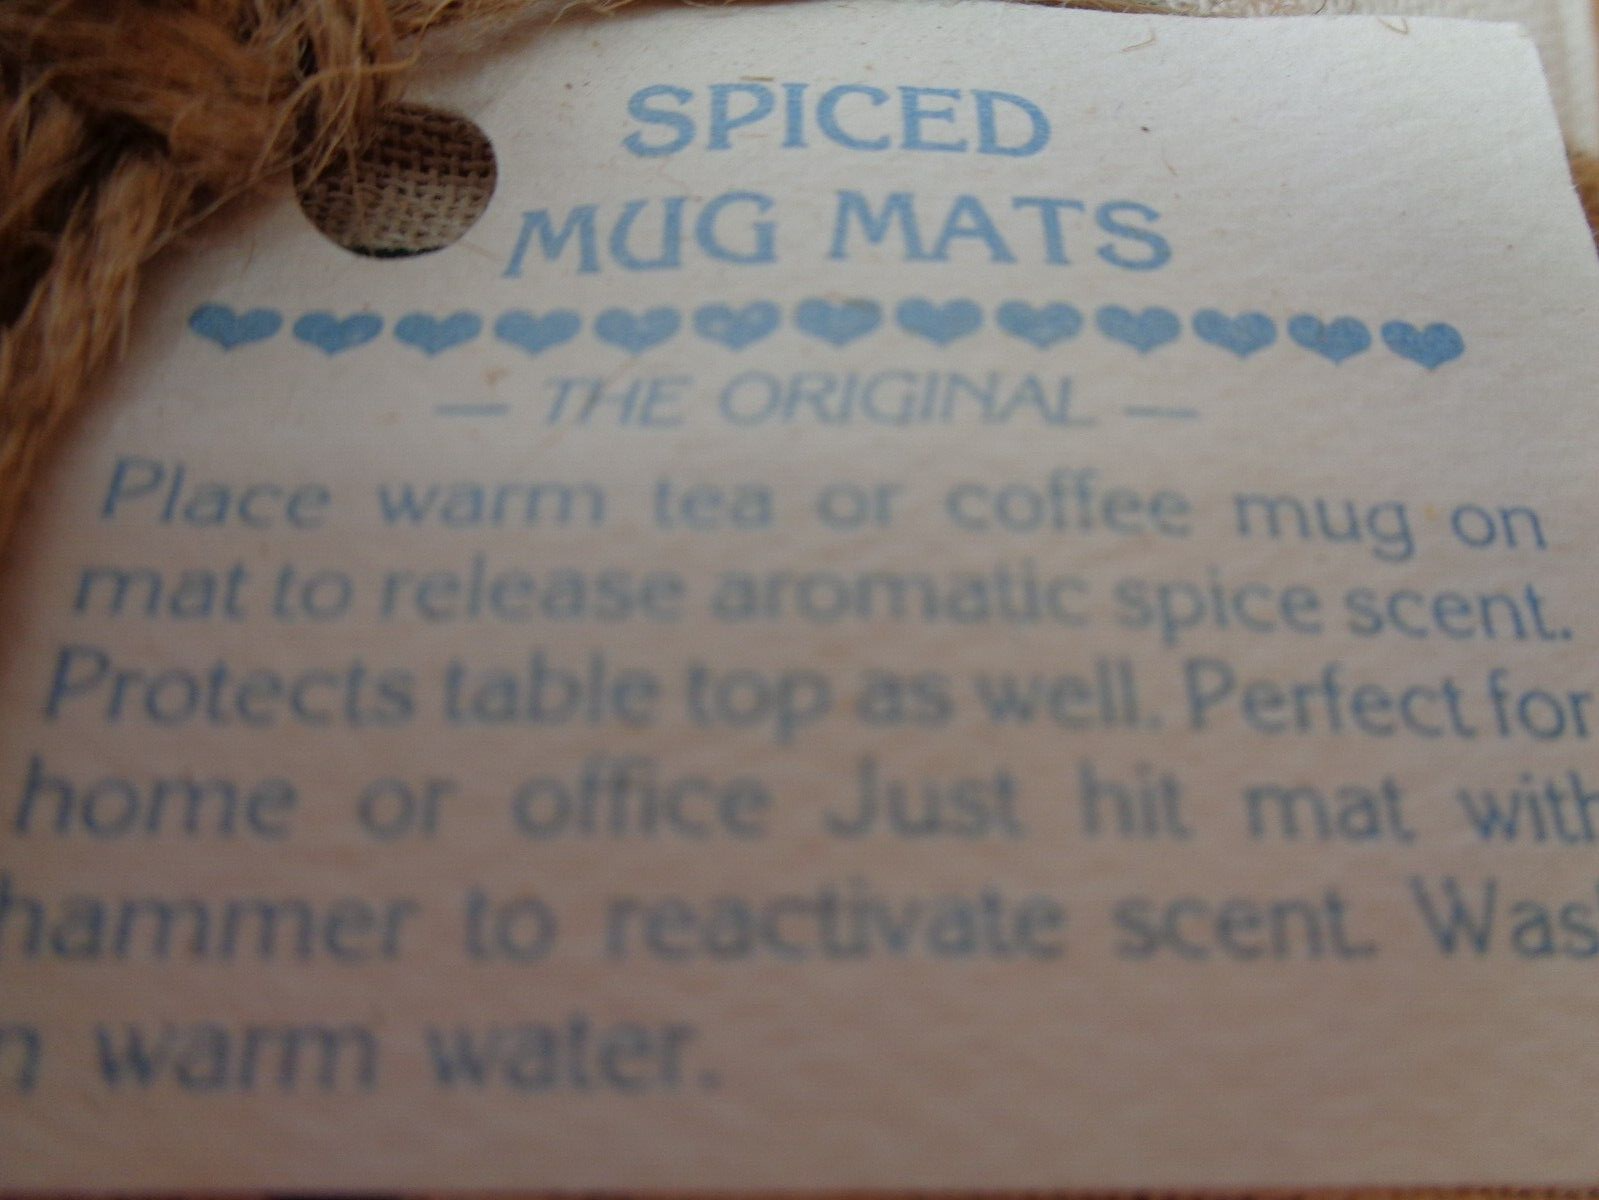 SPICED
MUG MATS
— THE ORIGINAL —
Place warm tea or coffee mug on
mat to release aromatic spice scent.
Protects table top as well. Perfect for
home or office Just hit mat with
hammer to reactivate scent. Was
n warm water.